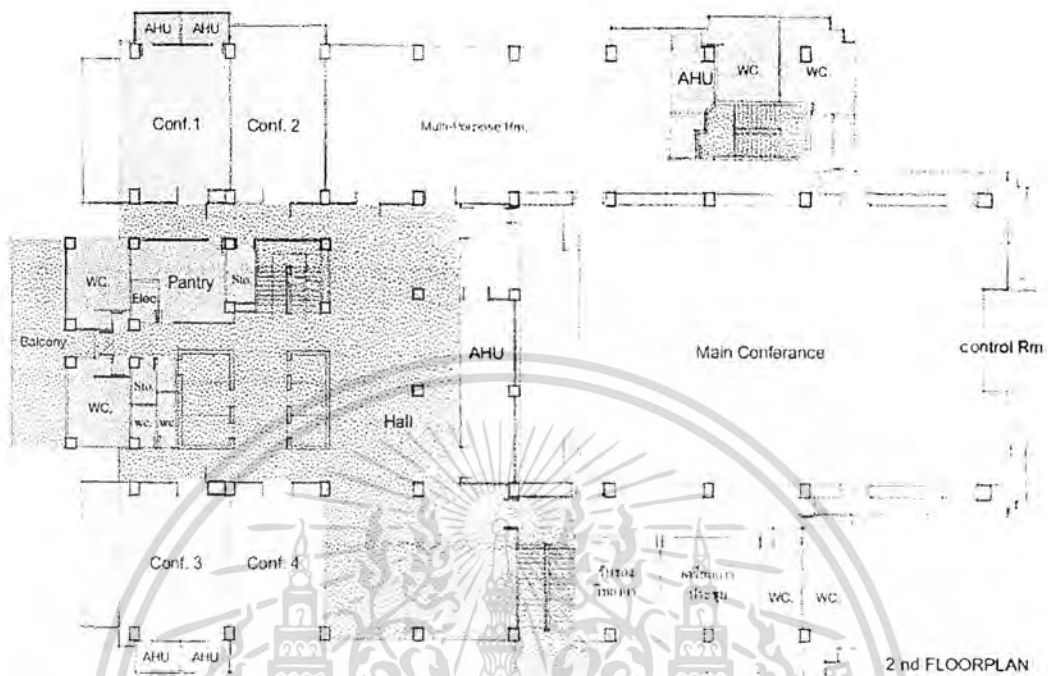 AHU AHU
AHU
WC.
WC.
Conf.1
Conf. 2
Multi-Porpose Rm.
WC.
Elec
Pantry
Sto.
Balcony
AHU
Main Conferance
control Rm
WC.
Sto.
wc.
wc
Hall
Conf. 3
Conf. 4
WC.
WC.
AHU
AHU
2 nd FLOORPLAN